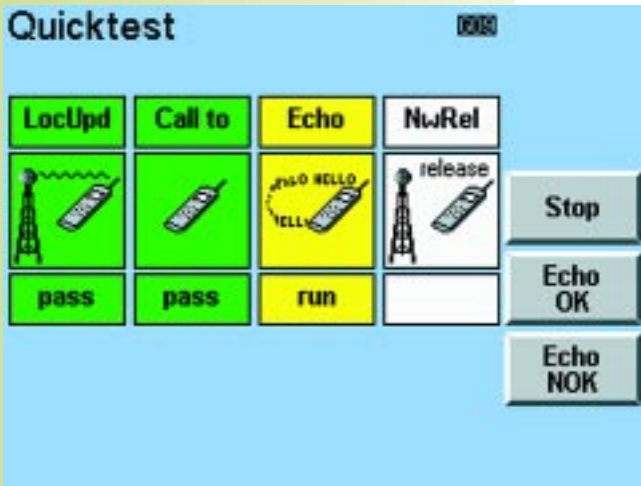 Quicktest
LocUpd Call to Echo NwRel
HELLO
release
pass pass run
Stop
Echo
OK
Echo
NOK